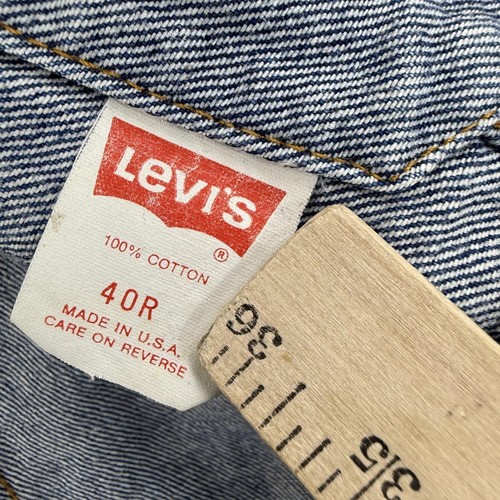 Levi's
®
100% COTTON
40R
MADE IN U.S.A.
CARE ON REVERSE
36
35